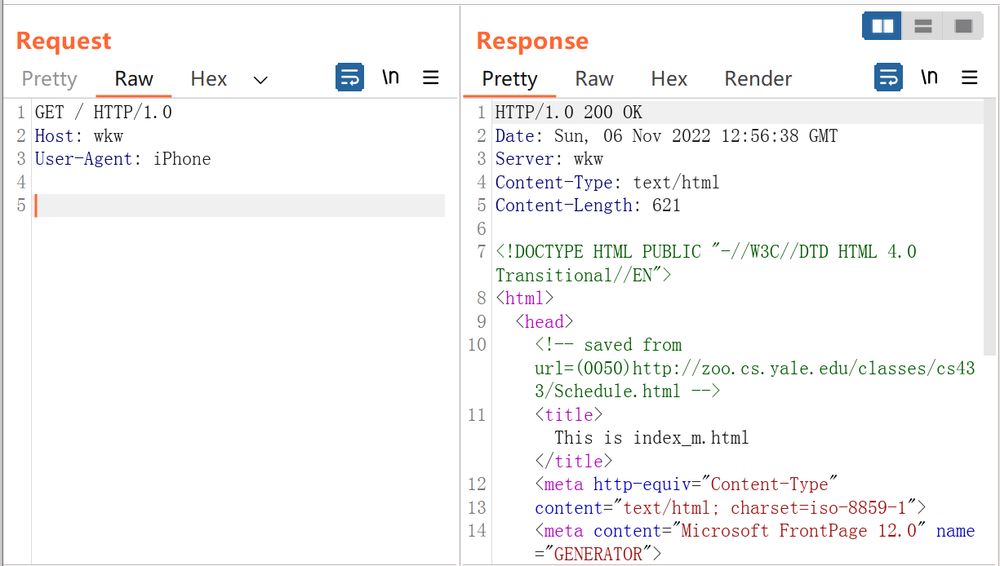 Request
Pretty Raw Hex \n
1 GET / HTTP/1.0
2 Host: wkw
3 User-Agent: iPhone
4
5
Response
Pretty Raw Hex Render \n
1 HTTP/1.0 200 OK
2 Date: Sun, 06 Nov 2022 12:56:38 GMT
3 Server: wkw
4 Content-Type: text/html
5 Content-Length: 621
6
7 <!DOCTYPE HTML PUBLIC "-//W3C//DTD HTML 4.0
Transitional//EN">
8 <html>
9 <head>
10 <!-- saved from
url=(0050)http://zoo.cs.yale.edu/classes/cs43
3/Schedule.html -->
11 <title>
This is index_m.html
</title>
12 <meta http-equiv="Content-Type"
13 content="text/html; charset=iso-8859-1">
14 <meta content="Microsoft FrontPage 12.0" name
="GENERATOR">